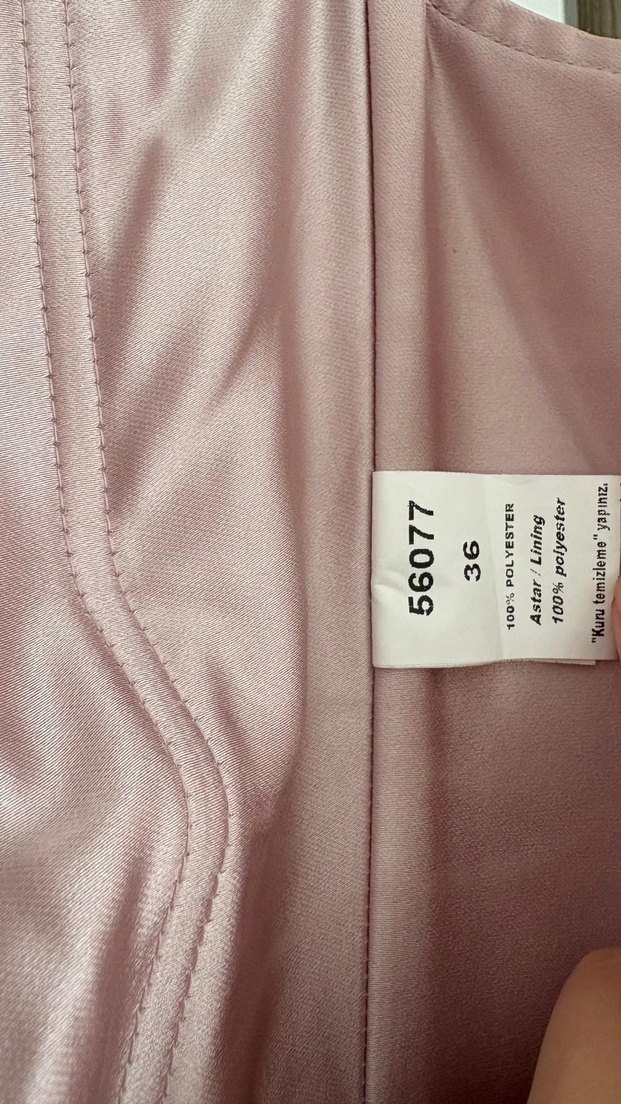 56077
36
100% POLYESTER
Astar / Lining
100% polyester
"Kuru temizleme" yapınız.